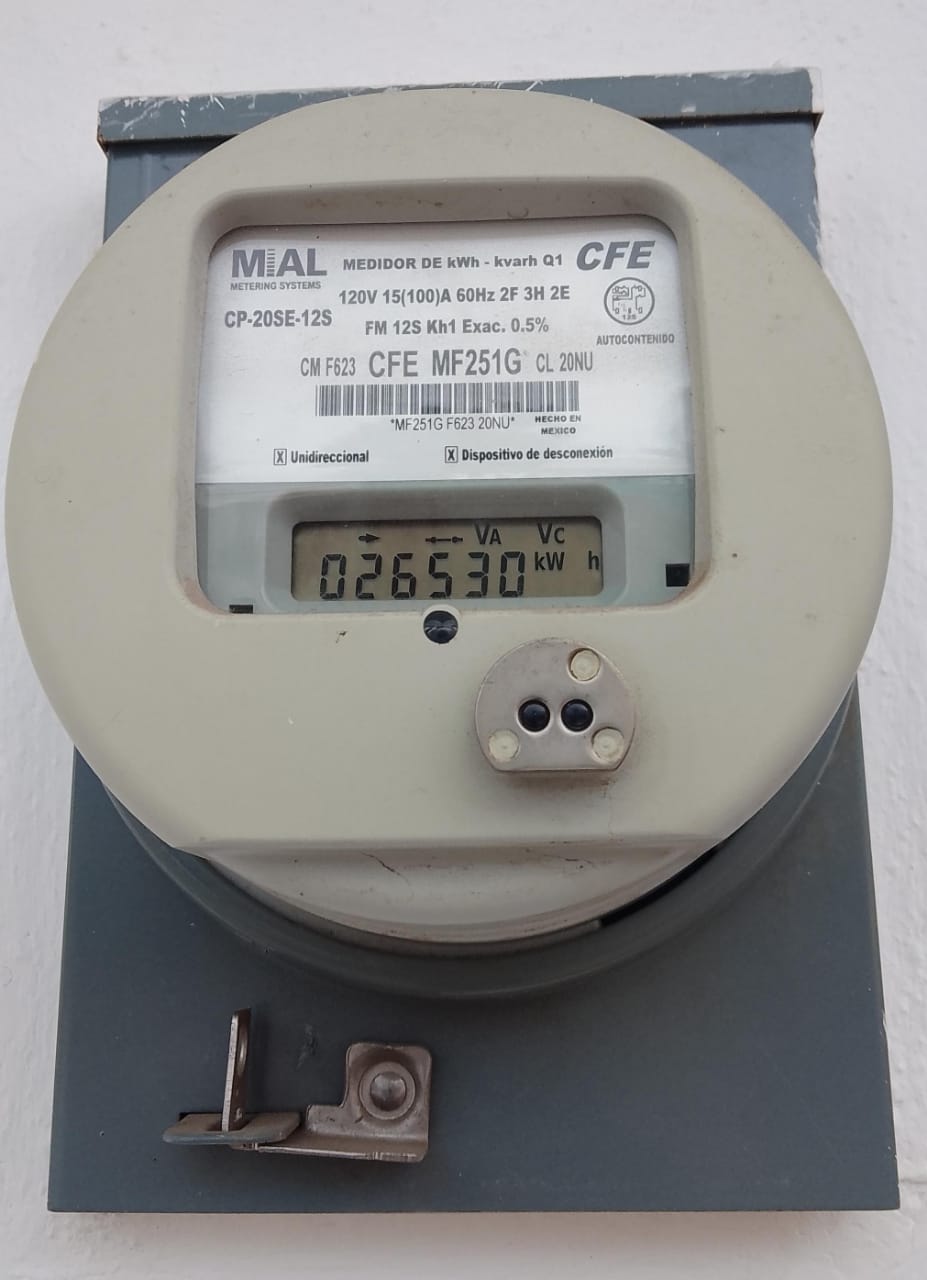 MIAL
METERING SYSTEMS
MEDIDOR DE kWh - kvarh Q1
CFE
120V 15(100)A 60Hz 2F 3H 2E
CP-20SE-12S
FM 12S Kh1 Exac. 0.5%
12S
AUTOCONTENIDO
CM F623 CFE MF251G CL 20NU
*MF251G F623 20NU*
HECHO EN
MEXICO
X Unidireccional
X Dispositivo de desconexión
VA VC
026530 kW h